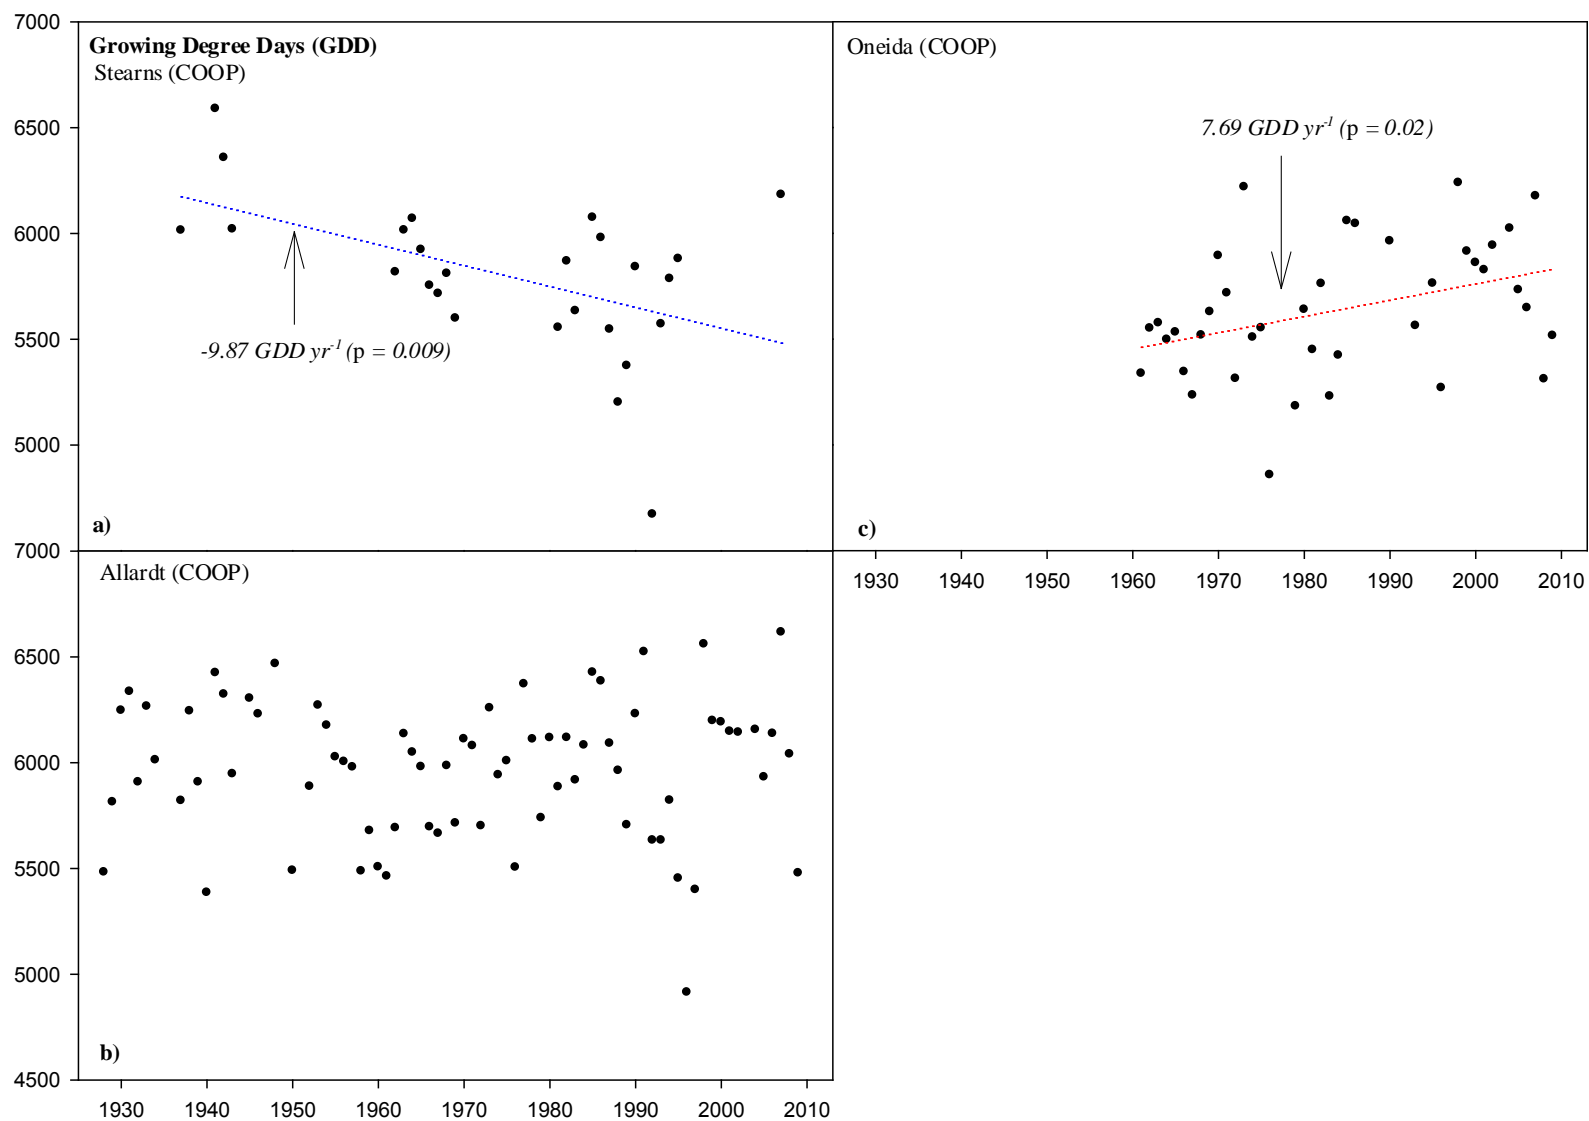 7000
6500
6000
5500
5000
Growing Degree Days (GDD)
Stearns (COOP)
-9.87 GDD yr-1 (p = 0.009)
a)
Oneida (COOP)
7.69 GDD yr-1 (p = 0.02)
c)
1930 1940 1950 1960 1970 1980 1990 2000 2010
7000
6500
6000
5500
5000
4500
Allardt (COOP)
b)
1930 1940 1950 1960 1970 1980 1990 2000 2010